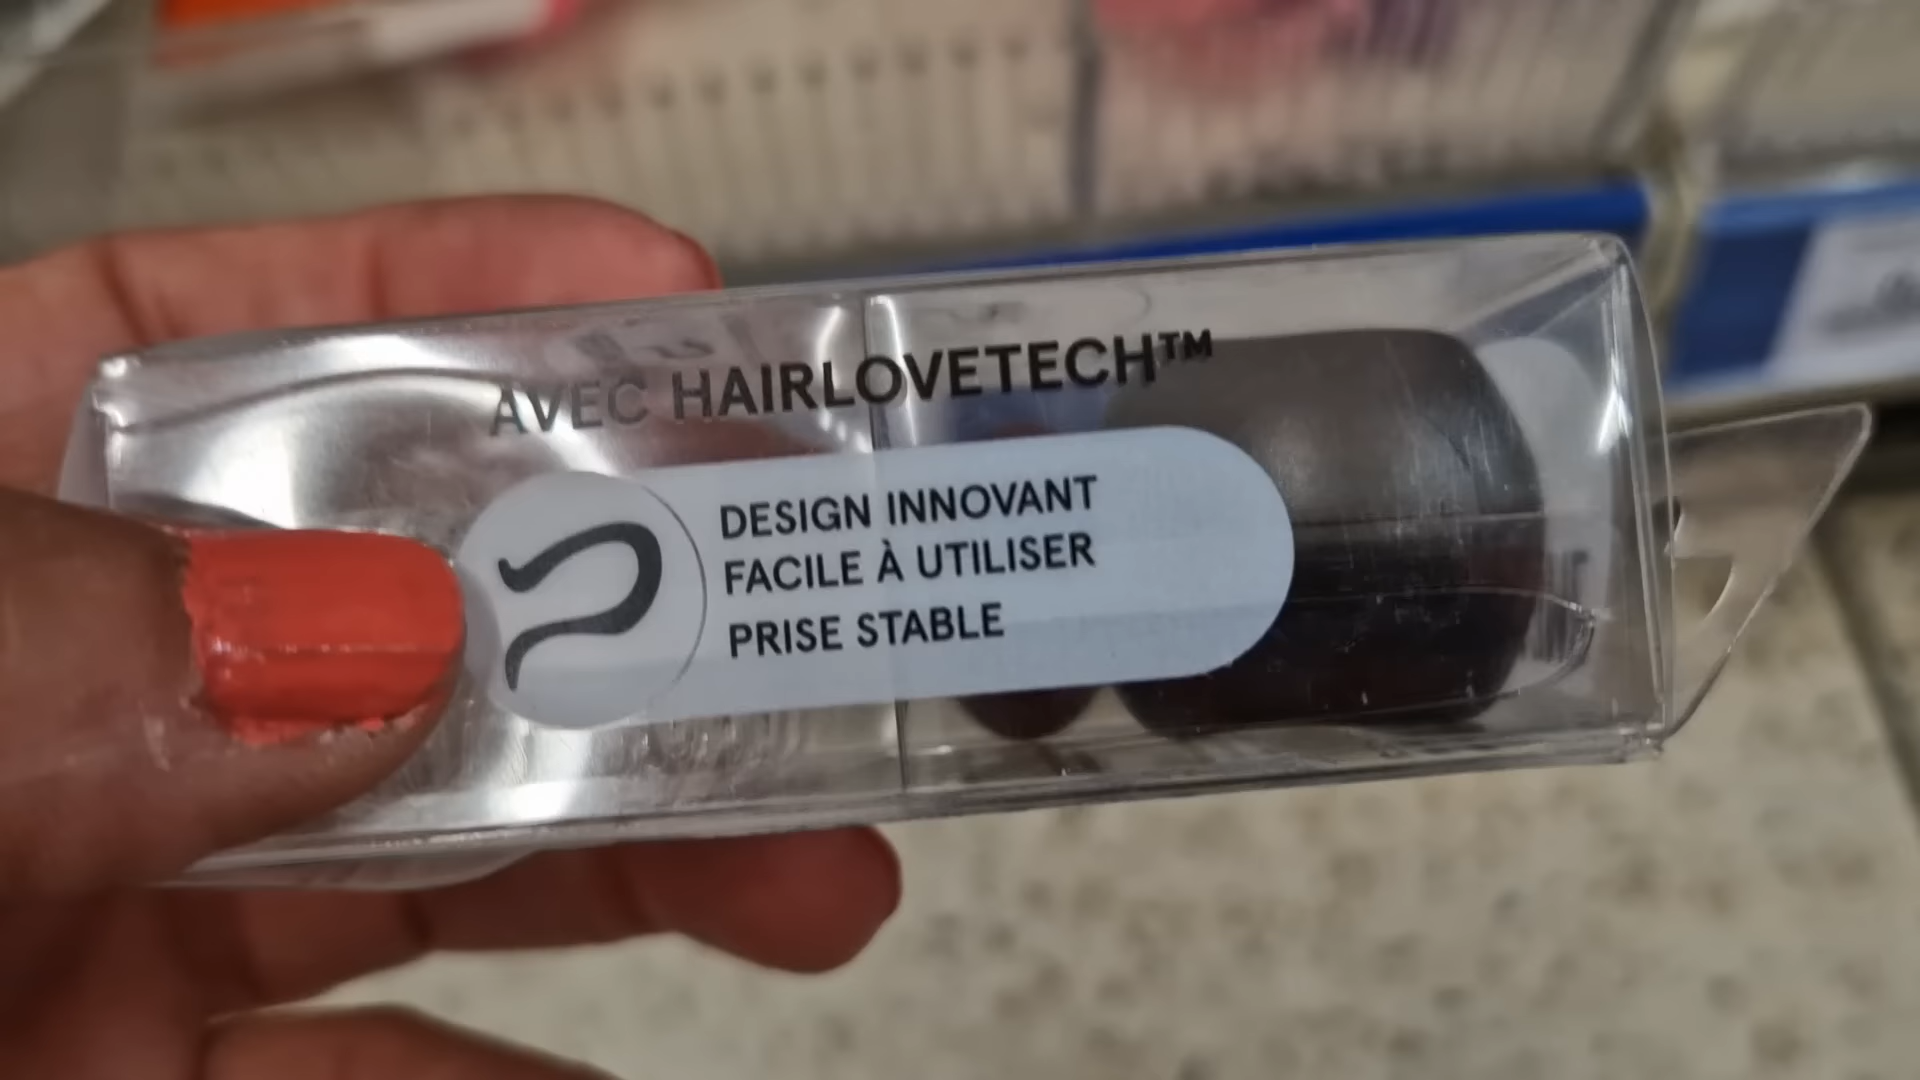 AVEC HAIRLOVETECH™
DESIGN INNOVANT
FACILE À UTILISER
PRISE STABLE